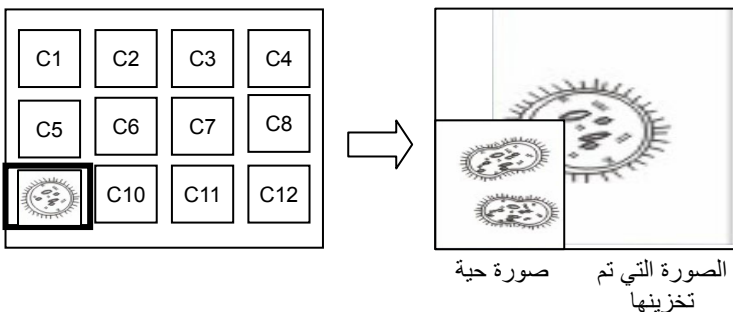 C1 C2 C3 C4
C5 C6 C7 C8
C10 C11 C12
الصورة التي تم
تخزينها
صورة حية